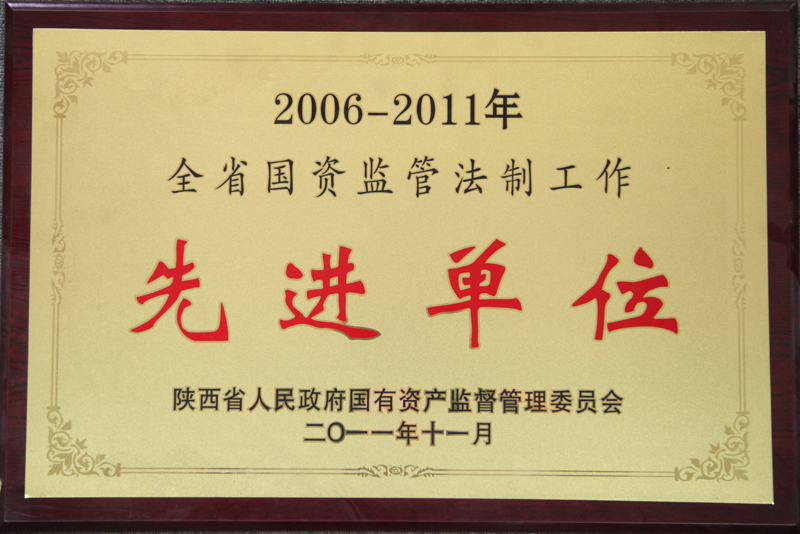 2006-2011年
全省国资监管法制工作
先进单位
陕西省人民政府国有资产监督管理委员会
二〇一一年十一月